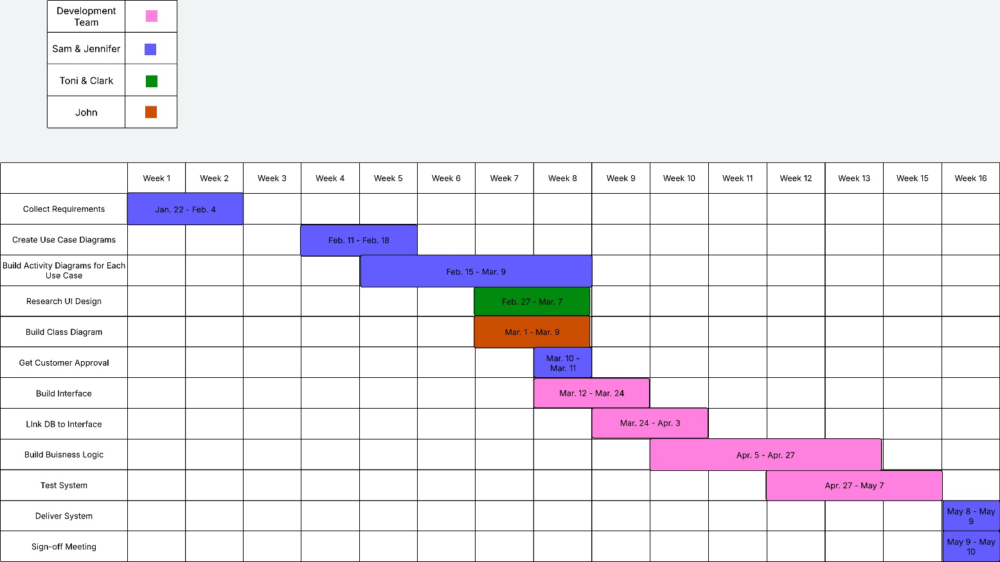 Development
Team
Sam & Jennifer
Toni & Clark
John
Week 1
Week 2
Week 3
Week 4
Week 5
Week 6
Week 7
Week 8
Week 9
Week 10
Week 11
Week 12
Week 13
Week 15
Week 16
Collect Requirements
Jan. 22 - Feb. 4
Create Use Case Diagrams
Feb. 11 - Feb. 18
Build Activity Diagrams for Each
Use Case
Feb. 15 - Mar. 9
Research UI Design
Feb. 27 - Mar. 7
Build Class Diagram
Mar. 1 - Mar. 9
Get Customer Approval
Mar. 10 -
Mar. 11
Build Interface
Mar. 12 - Mar. 24
LInk DB to Interface
Mar. 24 - Apr. 3
Build Buisness Logic
Apr. 5 - Apr. 27
Test System
Apr. 27 - May 7
Deliver System
May 8 - May
9
Sign-off Meeting
May 9 - May
10